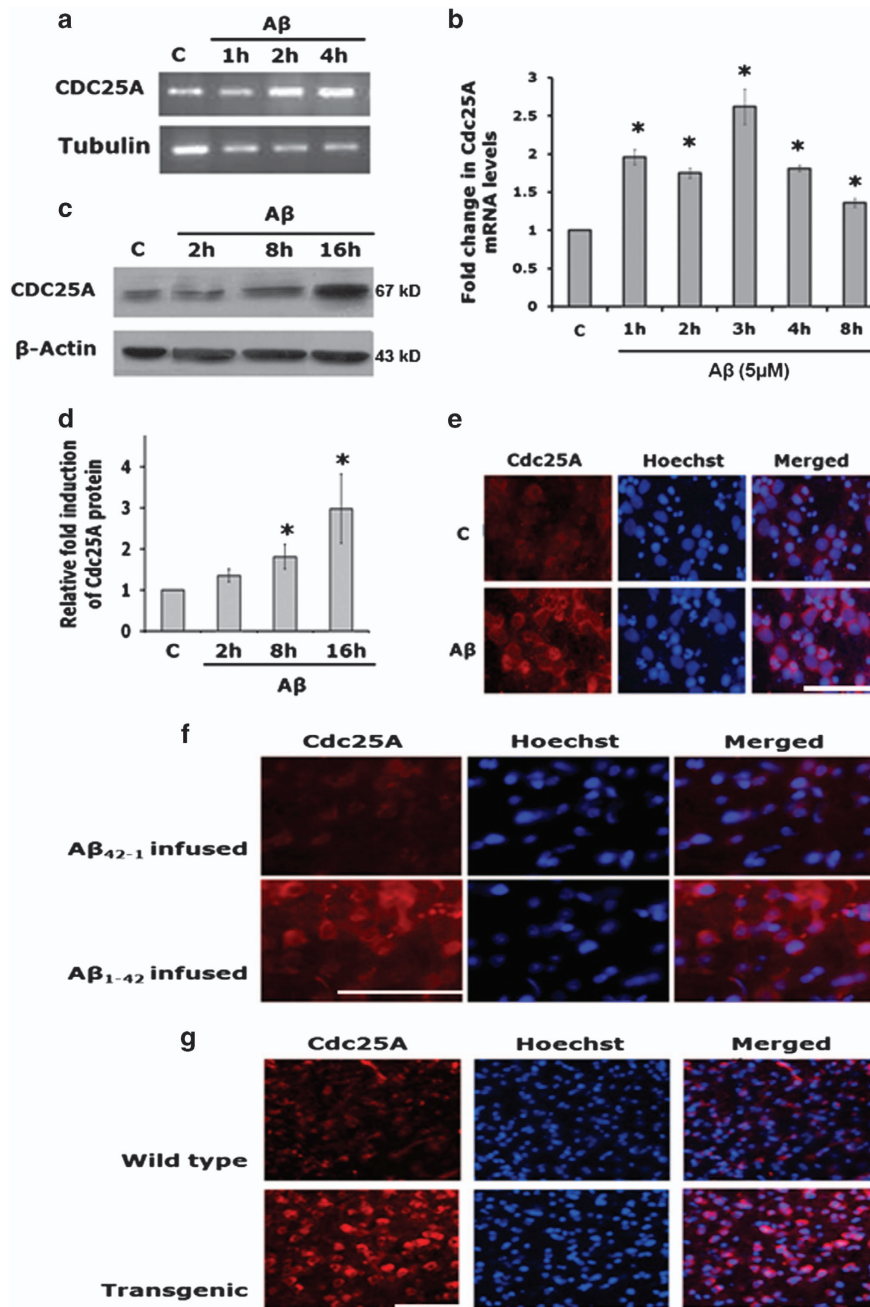 a
Aβ
C 1h 2h 4h
CDC25A
Tubulin
b
Fold change in Cdc25A
mRNA levels
3
2.5
2
1.5
1
0.5
0
* * * * *
C 1h 2h 3h 4h 8h
Aβ (5μM)
c
Aβ
C 2h 8h 16h
CDC25A 67 kD
β-Actin 43 kD
d
Relative fold induction
of Cdc25A protein
4
3
2
1
0
* *
C 2h 8h 16h
Aβ
e
Cdc25A Hoechst Merged
C
Aβ
f
Cdc25A Hoechst Merged
Aβ42-1 infused
Aβ1-42 infused
g
Cdc25A Hoechst Merged
Wild type
Transgenic